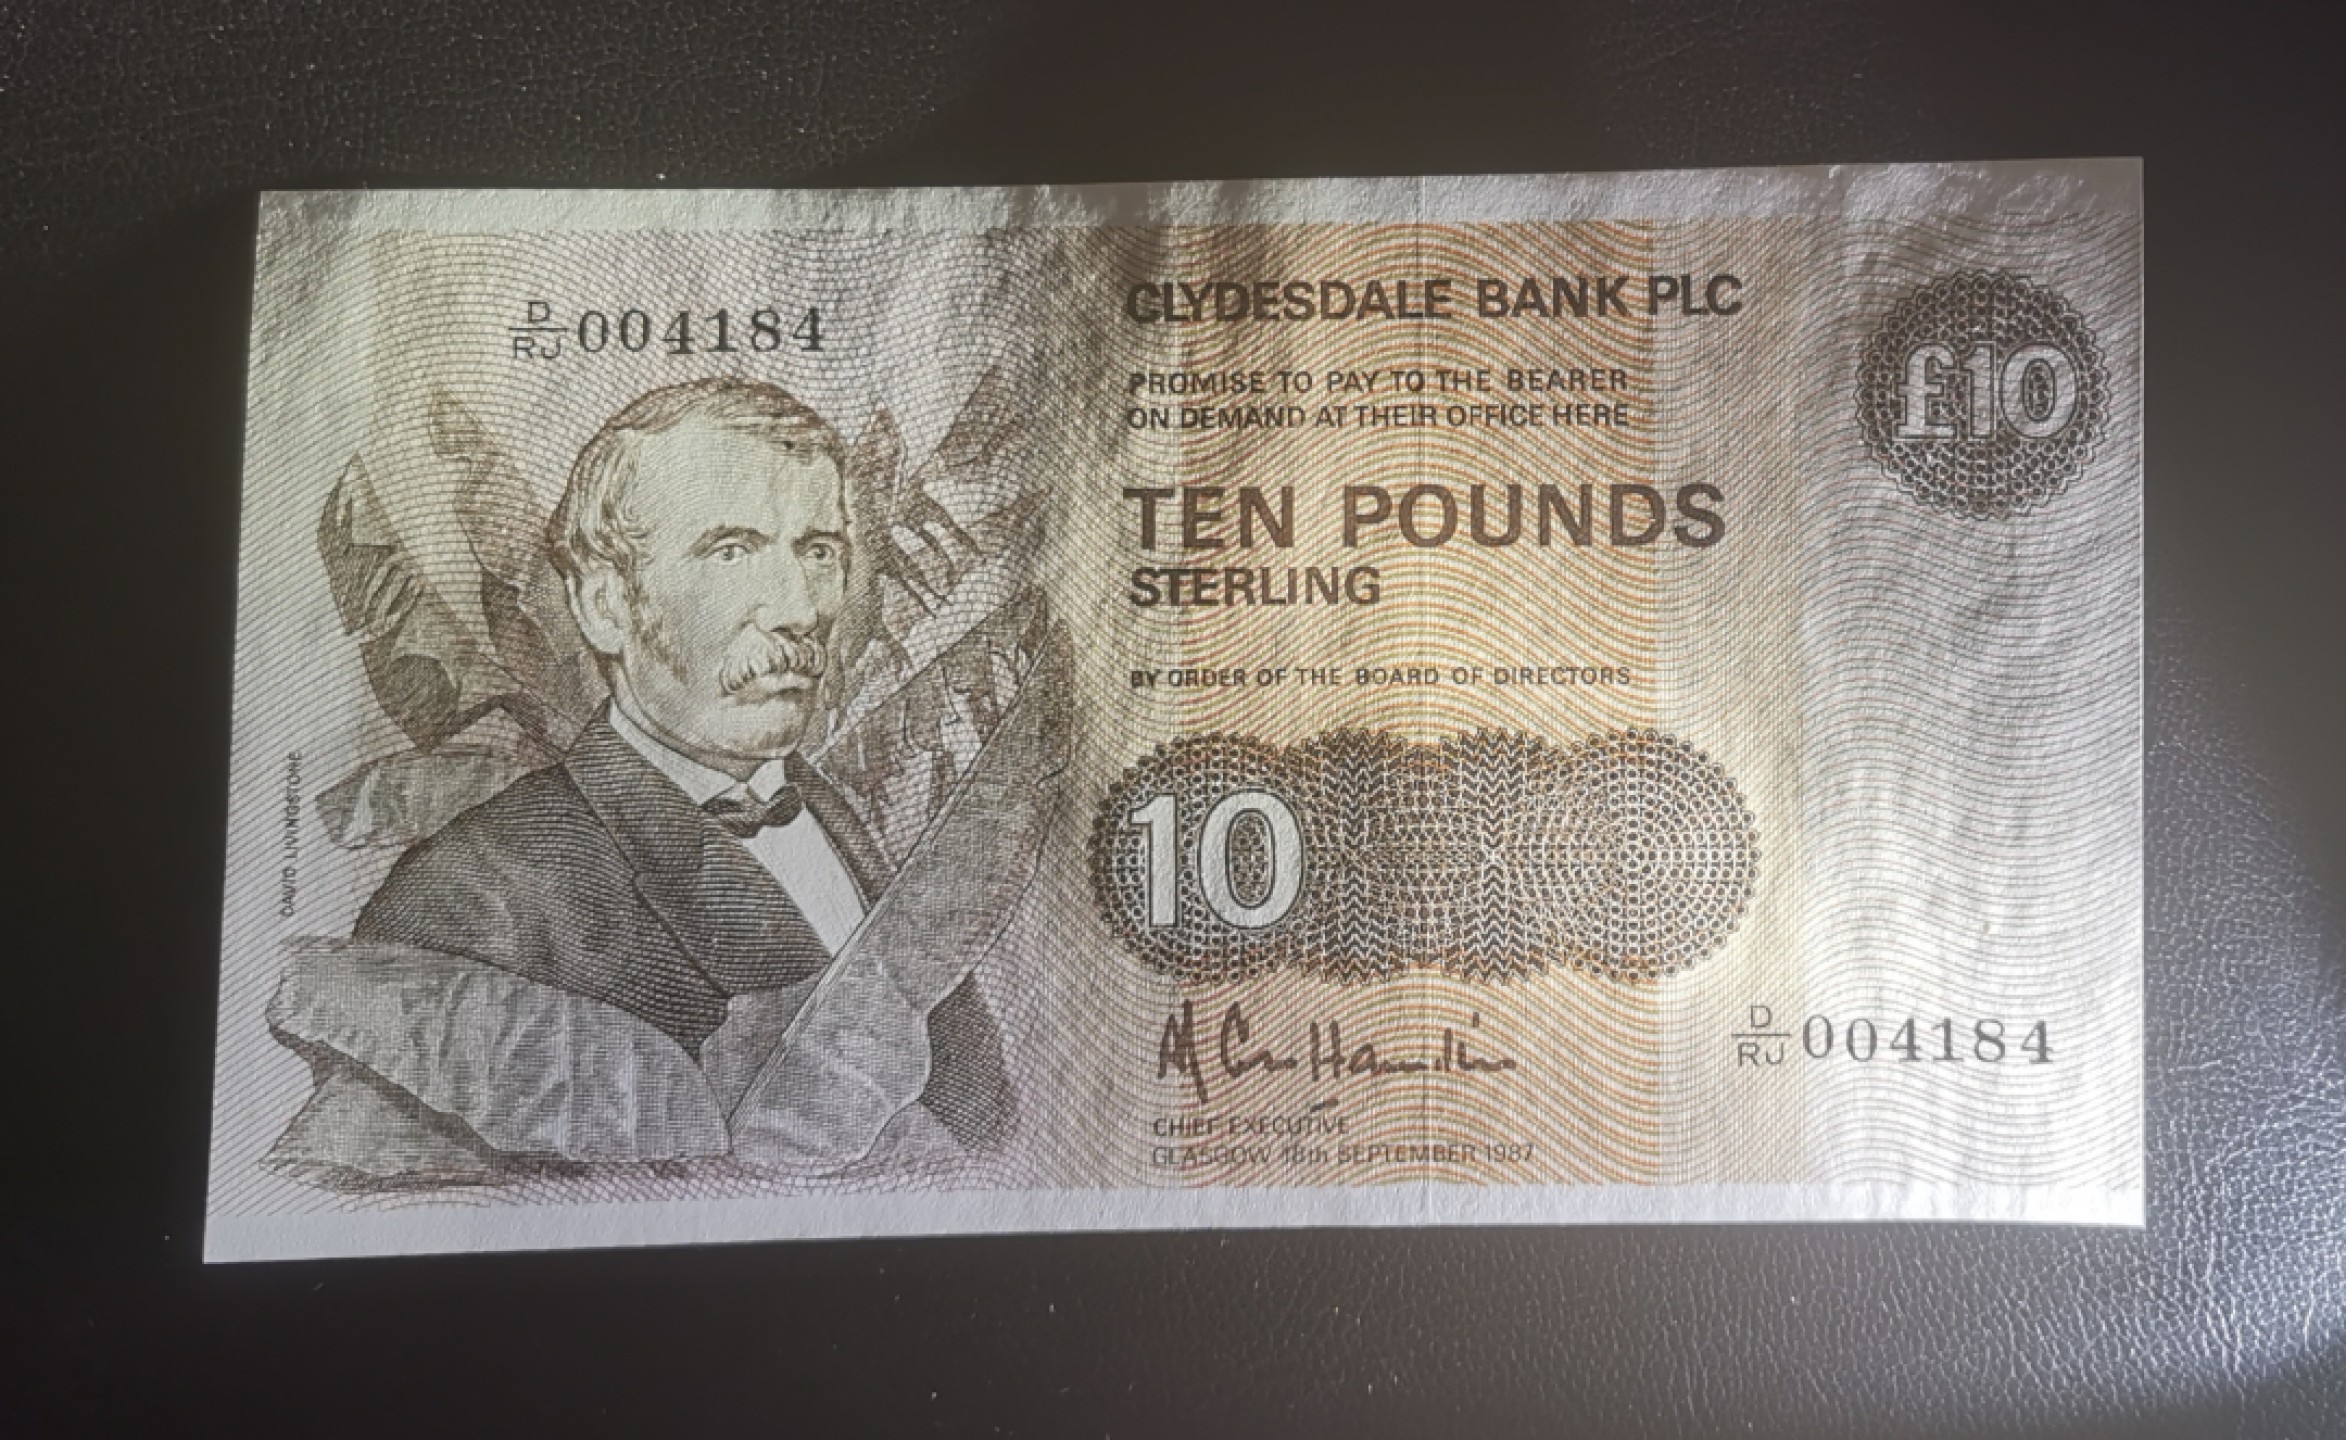 D/RJ 004184
CLYDESDALE BANK PLC
£10
PROMISE TO PAY TO THE BEARER
ON DEMAND AT THEIR OFFICE HERE
TEN POUNDS
STERLING
BY ORDER OF THE BOARD OF DIRECTORS
DAVID LIVINGSTONE
10
D/RJ 004184
CHIEF EXECUTIVE
GLASGOW 18th SEPTEMBER 1987